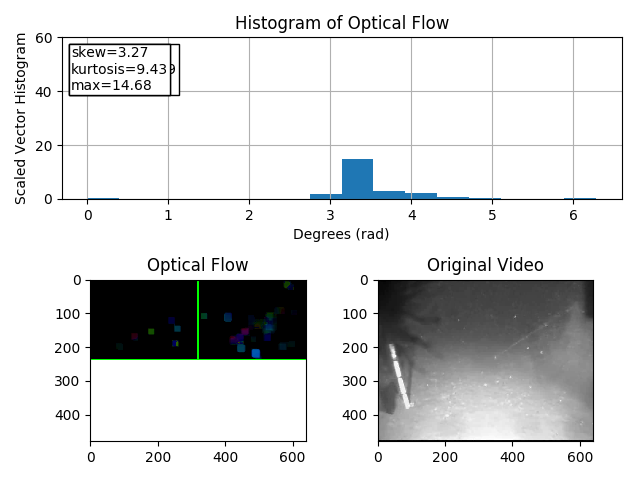 Histogram of Optical Flow
Scaled Vector Histogram
60
40
20
0
skew=3.27
kurtosis=9.439
max=14.68
0 1 2 3 4 5 6
Degrees (rad)
Optical Flow
0
100
200
300
400
0 200 400 600
Original Video
0
100
200
300
400
0 200 400 600